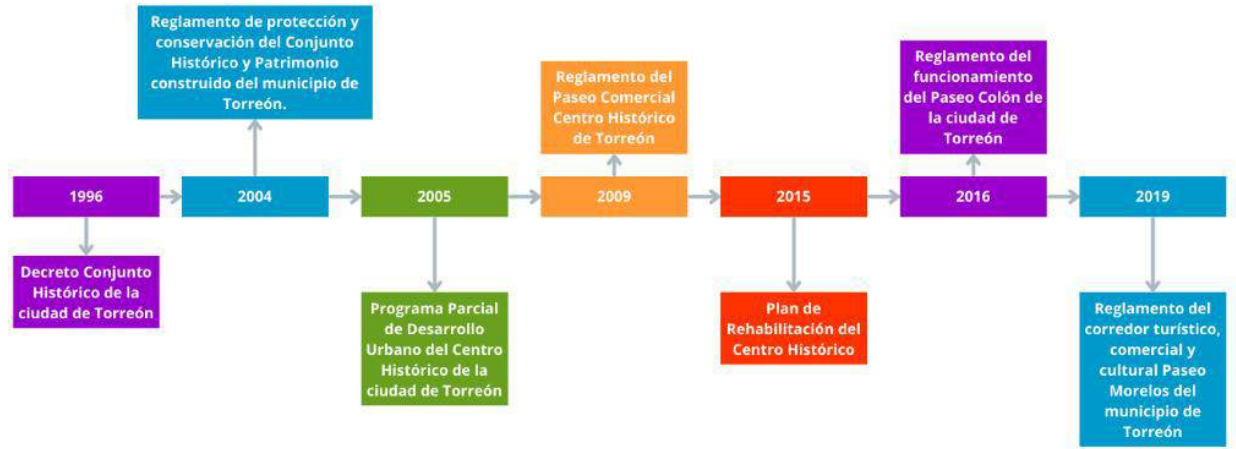 Reglamento de protección y
conservación del Conjunto
Histórico y Patrimonio
construido del municipio de
Torreón.
Reglamento del
Paseo Comercial
Centro Histórico
de Torreón
Reglamento del
funcionamiento
del Paseo Colón de
la ciudad de
Torreón
1996
2004
2005
2009
2015
2016
2019
Decreto Conjunto
Histórico de la
ciudad de Torreón
Programa Parcial
de Desarrollo
Urbano del Centro
Histórico de la
ciudad de Torreón
Plan de
Rehabilitación del
Centro Histórico
Reglamento del
corredor turístico,
comercial y
cultural Paseo
Morelos del
municipio de
Torreón